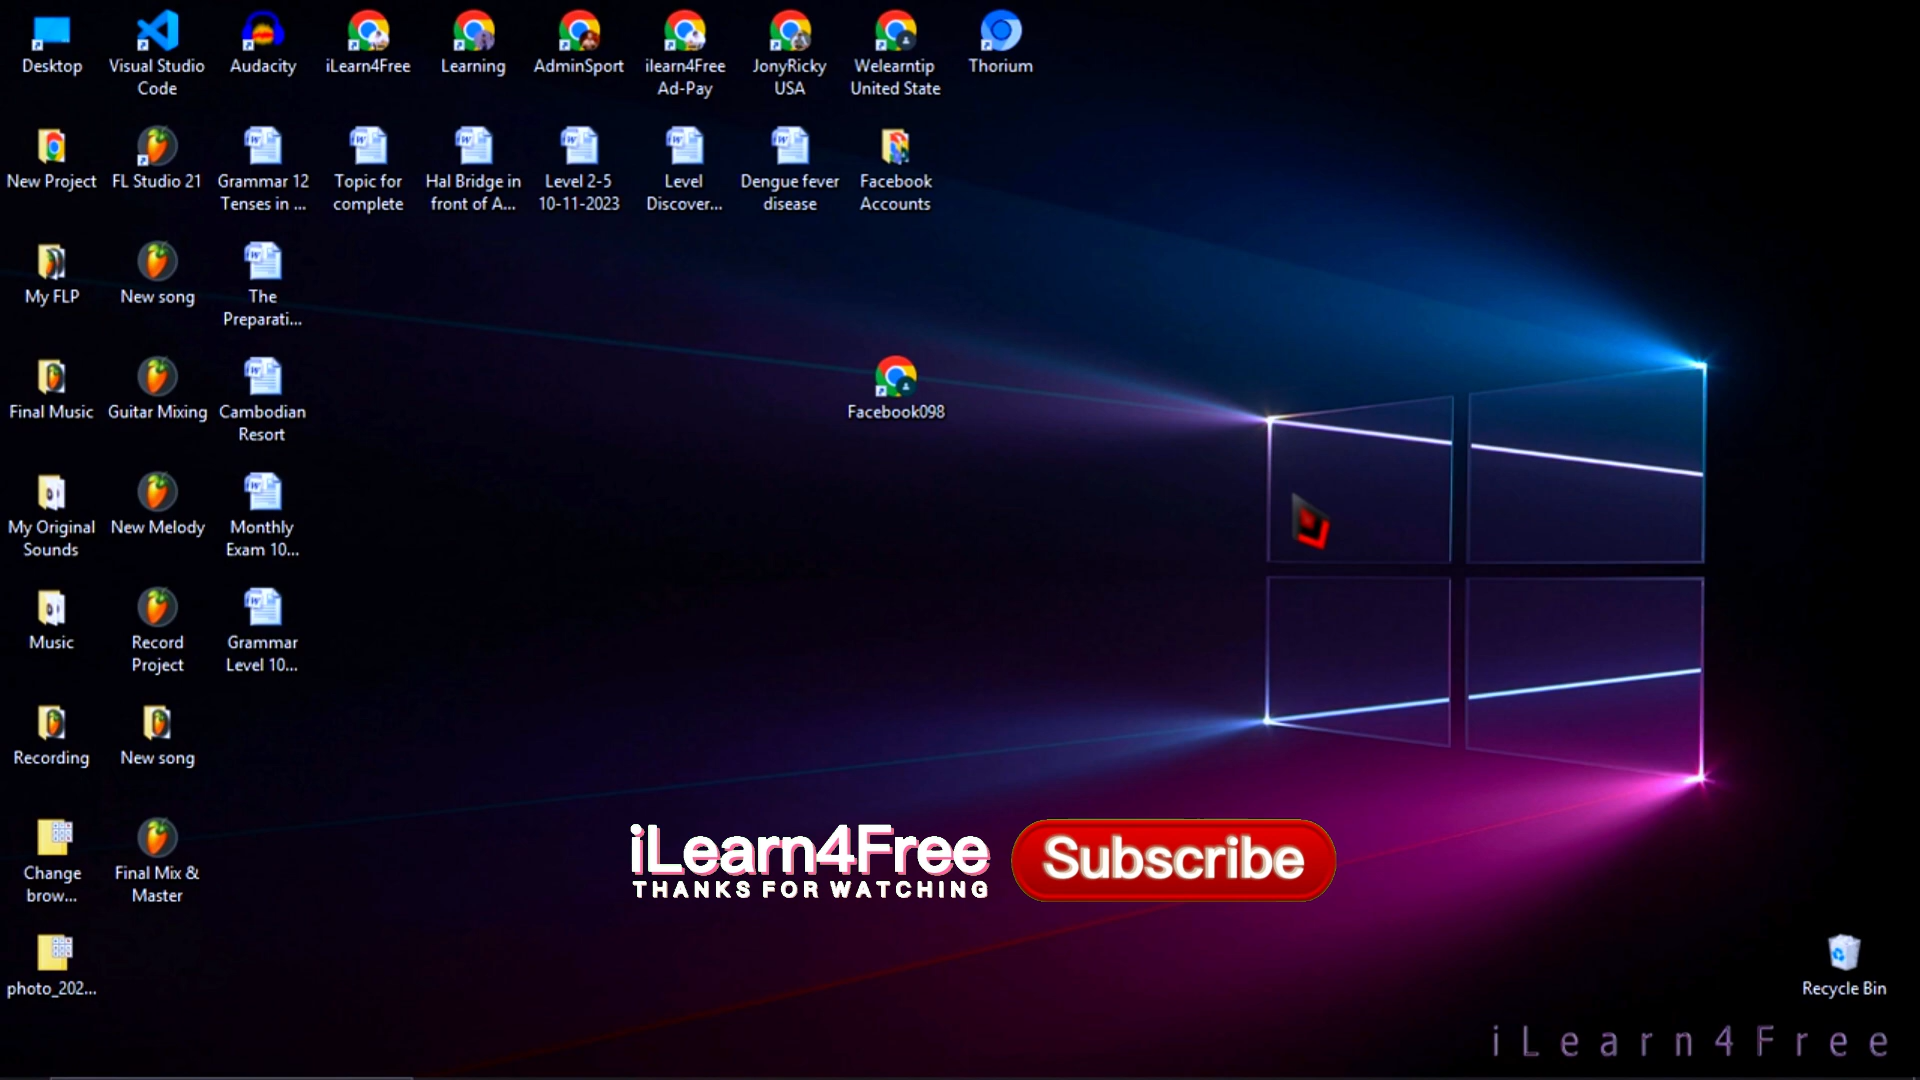 Desktop
Visual Studio
Code
Audacity
iLearn4Free
Learning
AdminSport
ilearn4Free
Ad-Pay
JonyRicky
USA
Welearntip
United State
Thorium
New Project
FL Studio 21
Grammar 12
Tenses in ...
Topic for
complete
Hal Bridge in
front of A...
Level 2-5
10-11-2023
Level
Discover...
Dengue fever
disease
Facebook
Accounts
My FLP
New song
The
Preparati...
Final Music
Guitar Mixing
Cambodian
Resort
Facebook098
My Original
Sounds
New Melody
Monthly
Exam 10...
Music
Record
Project
Grammar
Level 10...
Recording
New song
Change
brow...
Final Mix &
Master
iLearn4Free
THANKS FOR WATCHING
Subscribe
photo_202...
Recycle Bin
iLearn4Free